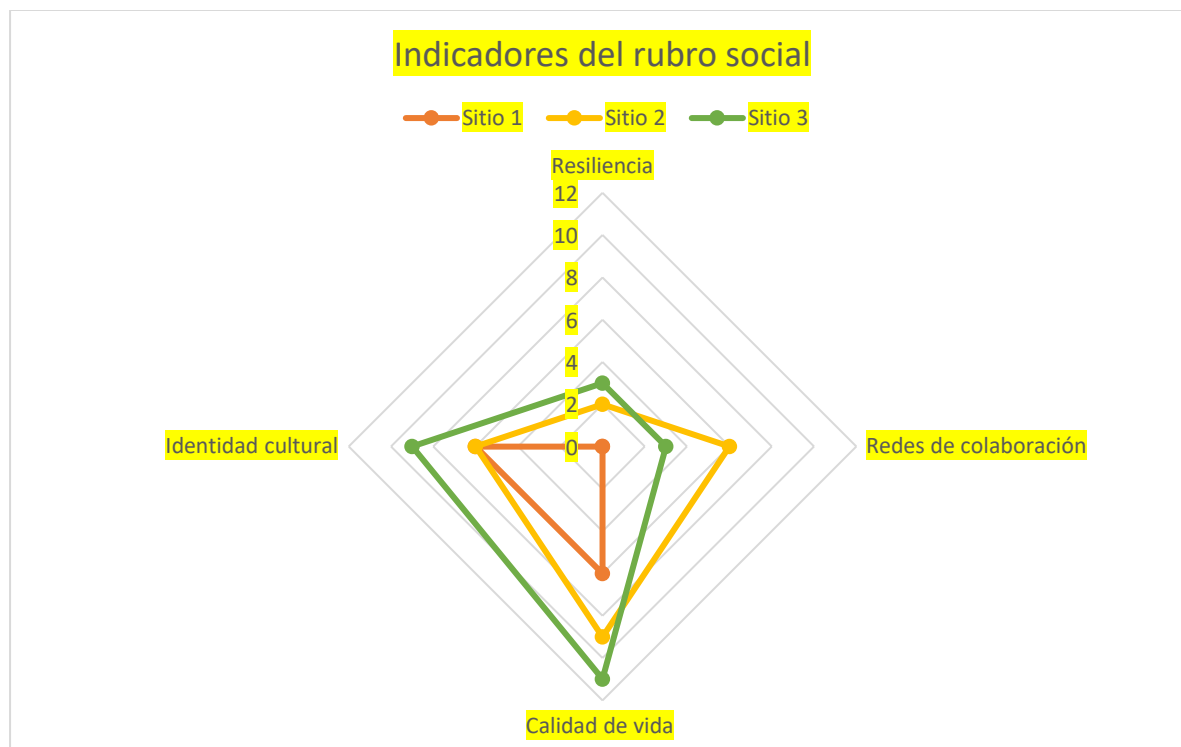 Indicadores del rubro social
Sitio 1 Sitio 2 Sitio 3
Resiliencia
12
10
8
6
4
2
0
Identidad cultural
Redes de colaboración
Calidad de vida